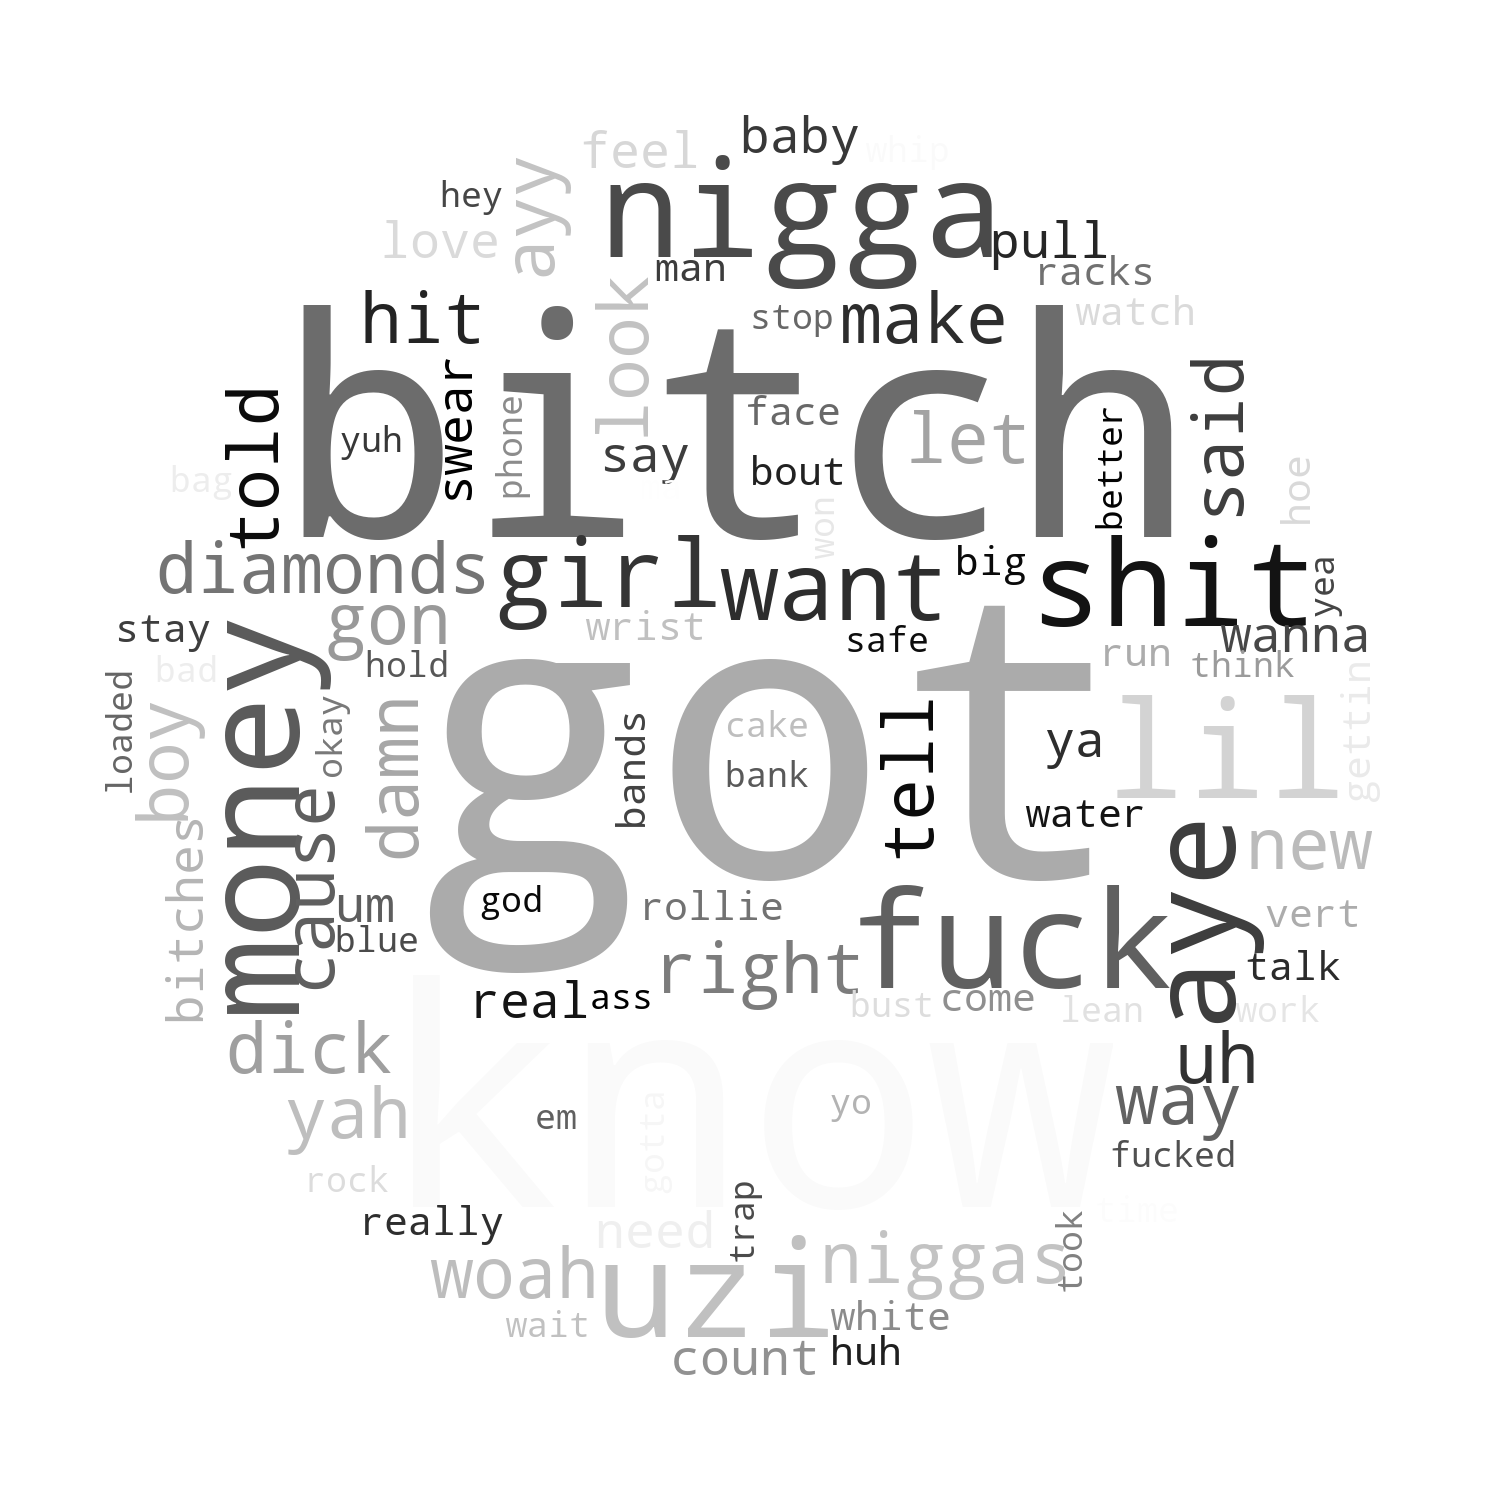 baby
whip
feel
hey
ayy
nigga
love
pull
man
racks
look
hit
stop
make
watch
bitch
told
swear
said
phone
face
let
yuh
say
bout
better
bag
hoe
won
diamonds
girl
want
big
shit
yea
gon
stay
wrist
safe
wanna
money
hold
run
think
bad
loaded
boy
okay
damn
got
bands
cake
bank
tell
ya
lil
gettin
water
cause
new
aye
bitches
um
god
rollie
fuck
vert
blue
right
talk
real
ass
bust
come
lean
work
know
dick
uh
yah
em
gotta
yo
way
fucked
rock
really
need
trap
time
took
woah
uzi
niggas
wait
white
count
huh